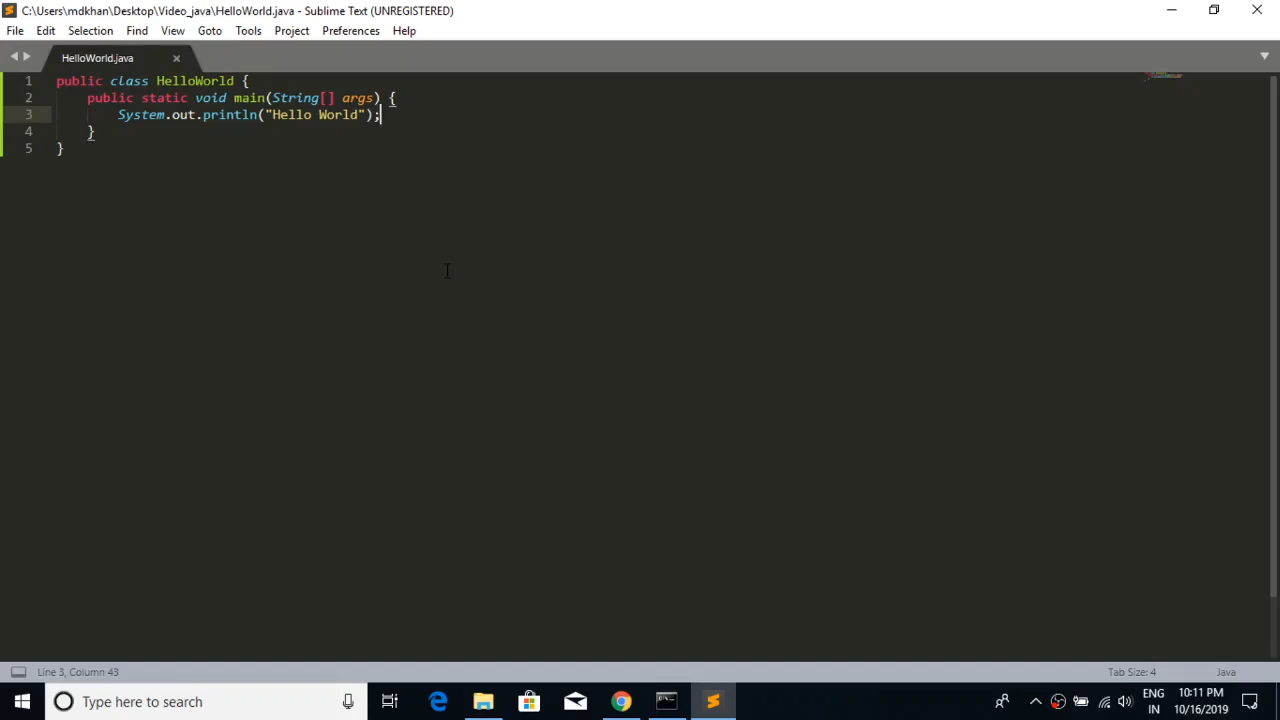 C:\Users\mdkhan\Desktop\Video_java\HelloWorld.java - Sublime Text (UNREGISTERED)
File Edit Selection Find View Goto Tools Project Preferences Help
HelloWorld.java
1 public class HelloWorld {
2     public static void main(String[] args) {
3         System.out.println("Hello World");
4     }
5 }
Line 3, Column 43 Tab Size: 4 Java
Type here to search
ENG 10:11 PM
IN 10/16/2019